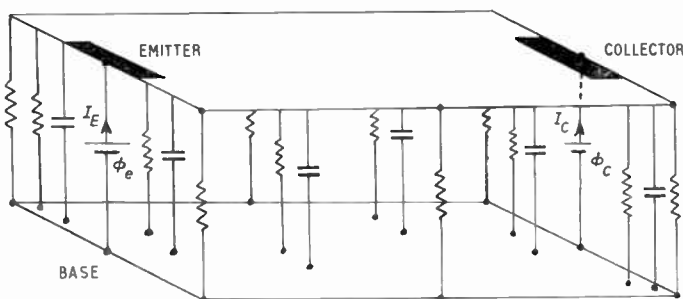 EMITTER
COLLECTOR
I_E
I_C
ϕ_e
ϕ_c
BASE